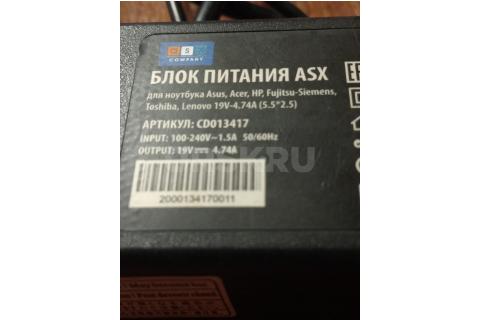 DSX
COMPANY
БЛОК ПИТАНИЯ ASX
для ноутбука Asus, Acer, HP, Fujitsu-Siemens,
Toshiba, Lenovo 19V-4.74A (5.5*2.5)
АРТИКУЛ: CD013417
INPUT: 100-240V~1.5A 50/60Hz
OUTPUT: 19V⎓ 4.74A
2000134170011